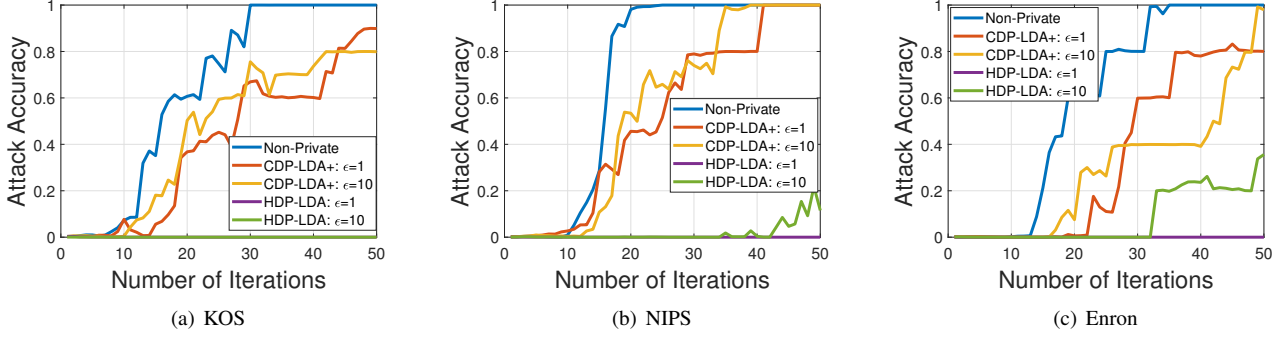 1
0.8
0.6
0.4
0.2
0
0 10 20 30 40 50
Attack Accuracy
Number of Iterations
Non-Private
CDP-LDA+: ϵ=1
CDP-LDA+: ϵ=10
HDP-LDA: ϵ=1
HDP-LDA: ϵ=10
(a) KOS
1
0.8
0.6
0.4
0.2
0
0 10 20 30 40 50
Attack Accuracy
Number of Iterations
Non-Private
CDP-LDA+: ϵ=1
CDP-LDA+: ϵ=10
HDP-LDA: ϵ=1
HDP-LDA: ϵ=10
(b) NIPS
1
0.8
0.6
0.4
0.2
0
0 10 20 30 40 50
Attack Accuracy
Number of Iterations
Non-Private
CDP-LDA+: ϵ=1
CDP-LDA+: ϵ=10
HDP-LDA: ϵ=1
HDP-LDA: ϵ=10
(c) Enron